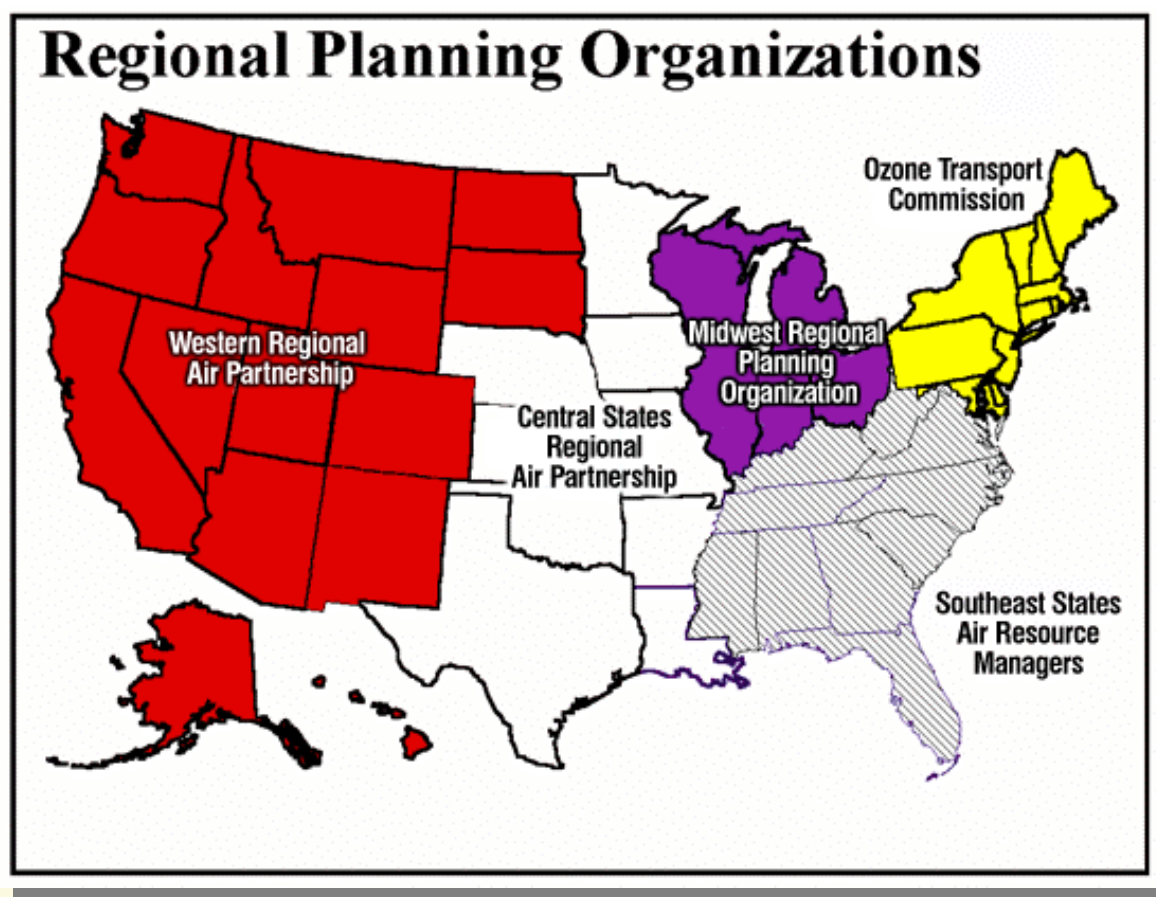 Regional Planning Organizations
Ozone Transport
Commission
Western Regional
Air Partnership
Midwest Regional
Planning
Organization
Central States
Regional
Air Partnership
Southeast States
Air Resource
Managers